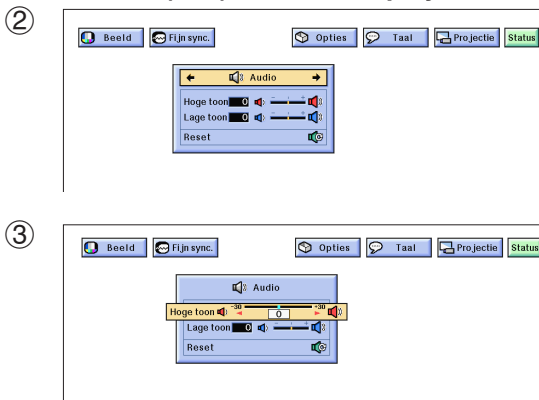 ②
Beeld Fijn sync. Opties Taal Projectie Status
Audio
Hoge toon 0 - +
Lage toon 0 - +
Reset
③
Beeld Fijn sync. Opties Taal Projectie Status
Audio
Hoge toon -30 0 +30
Lage toon 0 - +
Reset